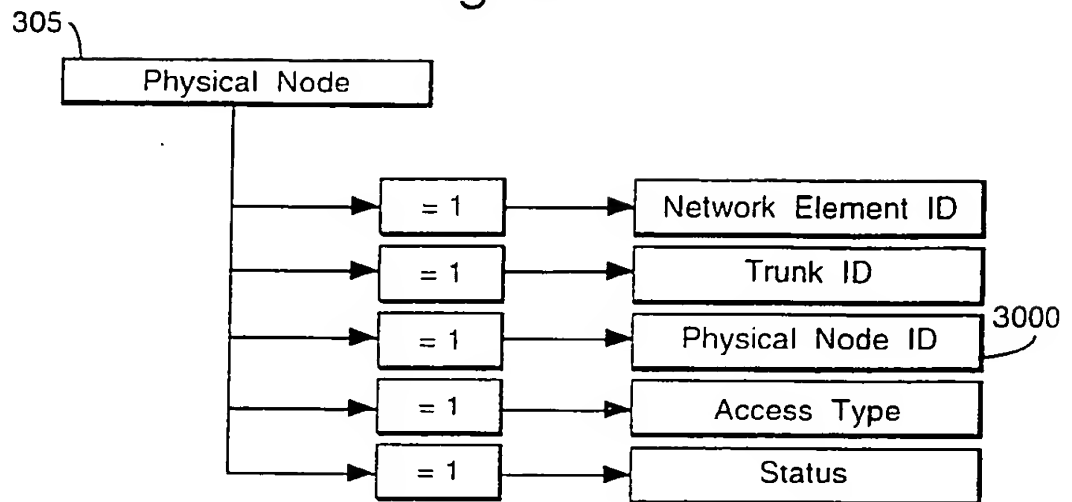 305
Physical Node
= 1 Network Element ID
= 1 Trunk ID
= 1 Physical Node ID 3000
= 1 Access Type
= 1 Status